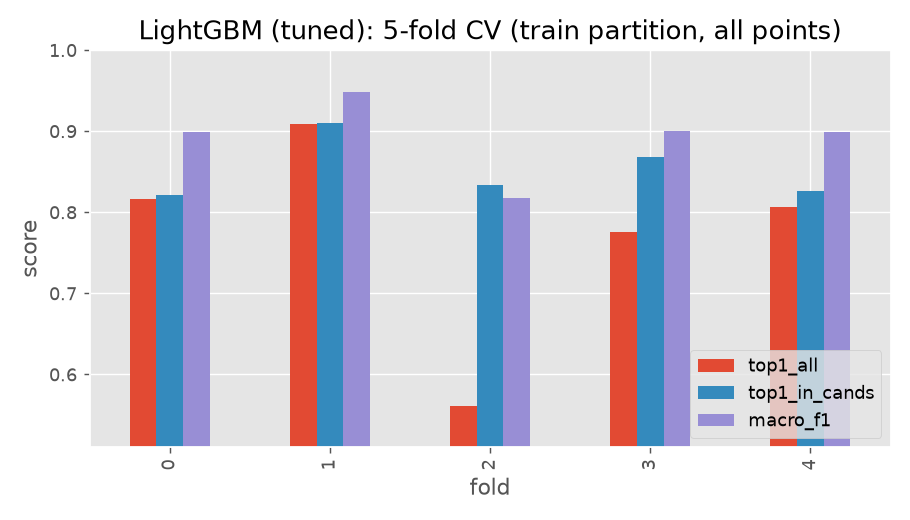 LightGBM (tuned): 5-fold CV (train partition, all points)
1.0
0.9
0.8
0.7
0.6
score
top1_all
top1_in_cands
macro_f1
0
1
2
3
4
fold